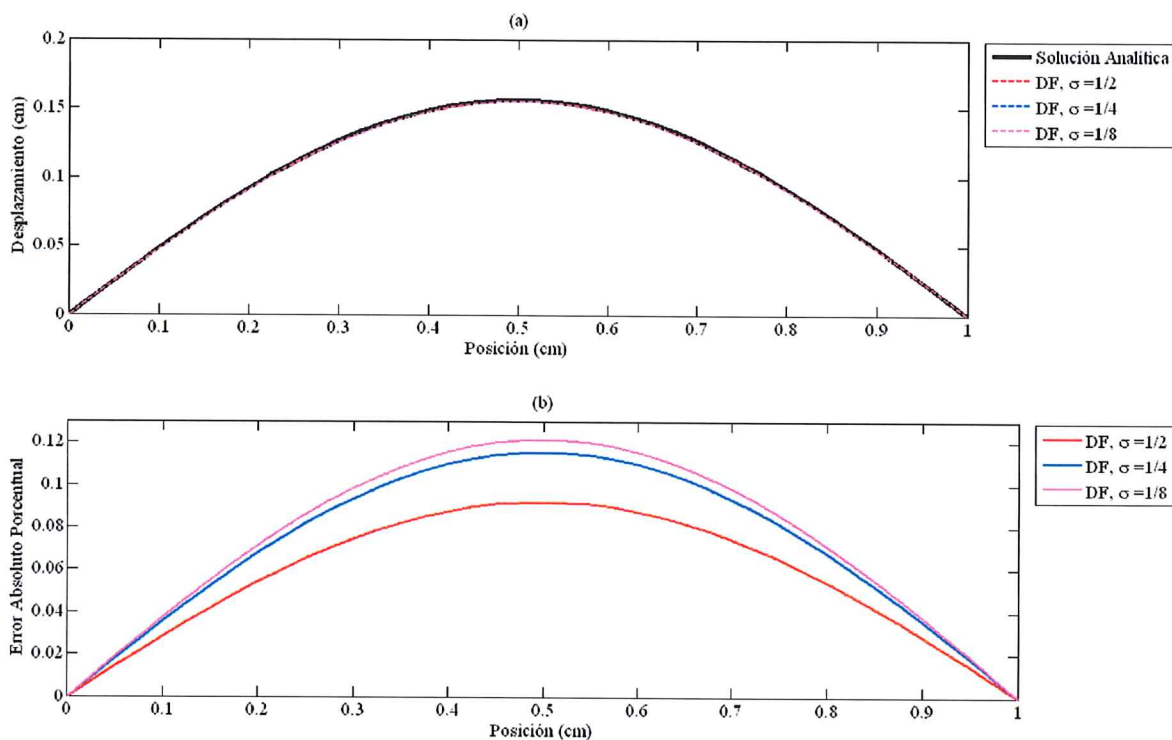 (a)
Desplazamiento (cm)
0.2
0.15
0.1
0.05
0
0 0.1 0.2 0.3 0.4 0.5 0.6 0.7 0.8 0.9 1
Posición (cm)
Solución Analítica
DF, σ =1/2
DF, σ =1/4
DF, σ =1/8
(b)
Error Absoluto Porcentual
0.12
0.1
0.08
0.06
0.04
0.02
0
0 0.1 0.2 0.3 0.4 0.5 0.6 0.7 0.8 0.9 1
Posición (cm)
DF, σ =1/2
DF, σ =1/4
DF, σ =1/8